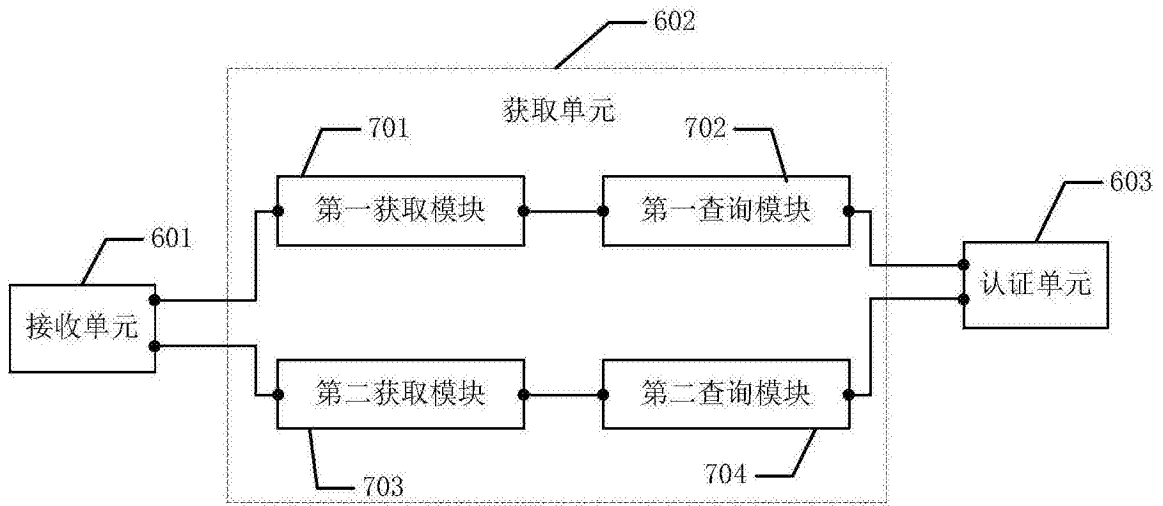 602
获取单元
701
702
第一获取模块
第一查询模块
603
601
接收单元
认证单元
第二获取模块
第二查询模块
703
704